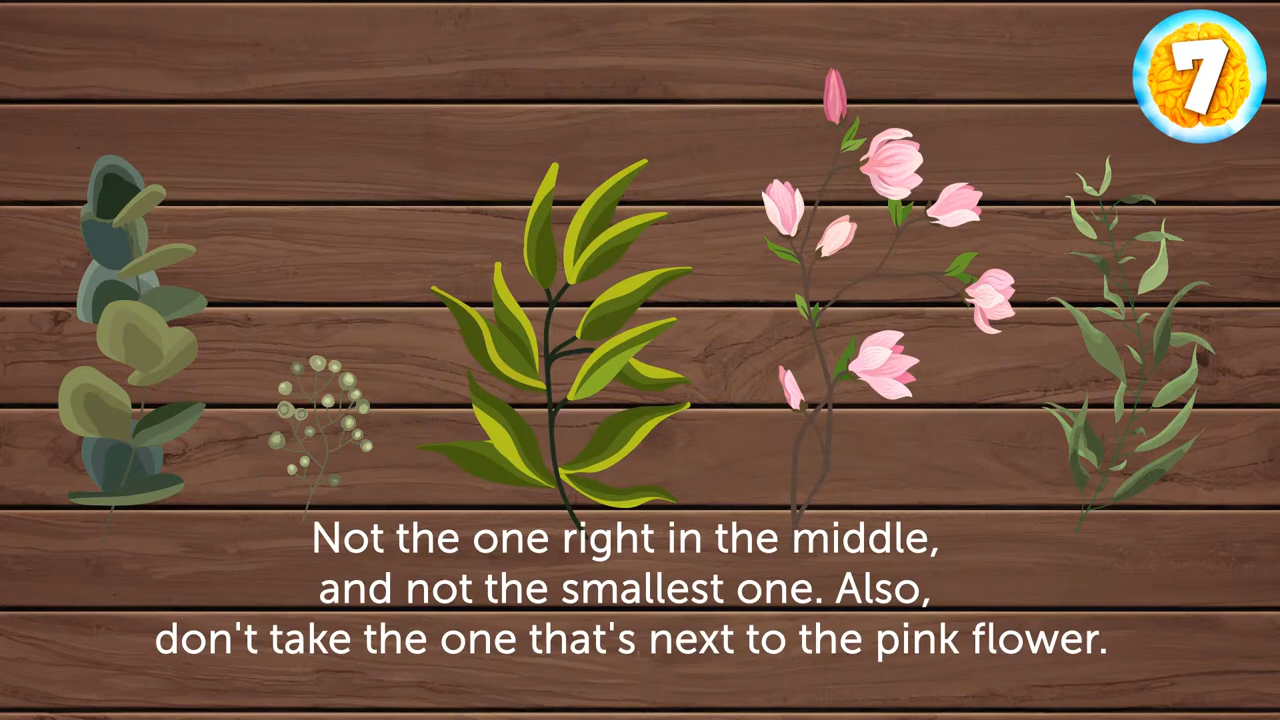 7
Not the one right in the middle,
and not the smallest one. Also,
don't take the one that's next to the pink flower.